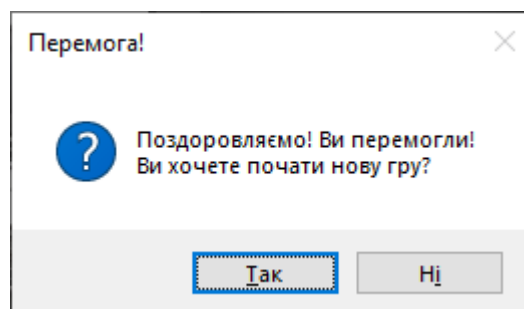 Перемога!
Поздоровляємо! Ви перемогли!
Ви хочете почати нову гру?
Так
Ні